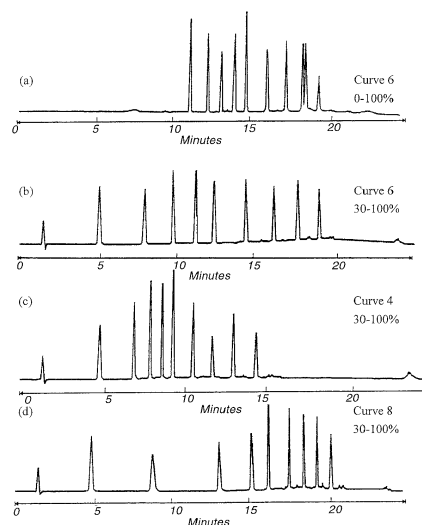 (a)
Curve 6
0-100%
0 5 10 15 20
Minutes
(b)
Curve 6
30-100%
0 5 10 15 20
Minutes
(c)
Curve 4
30-100%
0 5 10 15 20
Minutes
(d)
Curve 8
30-100%
0 5 10 15 20
Minutes